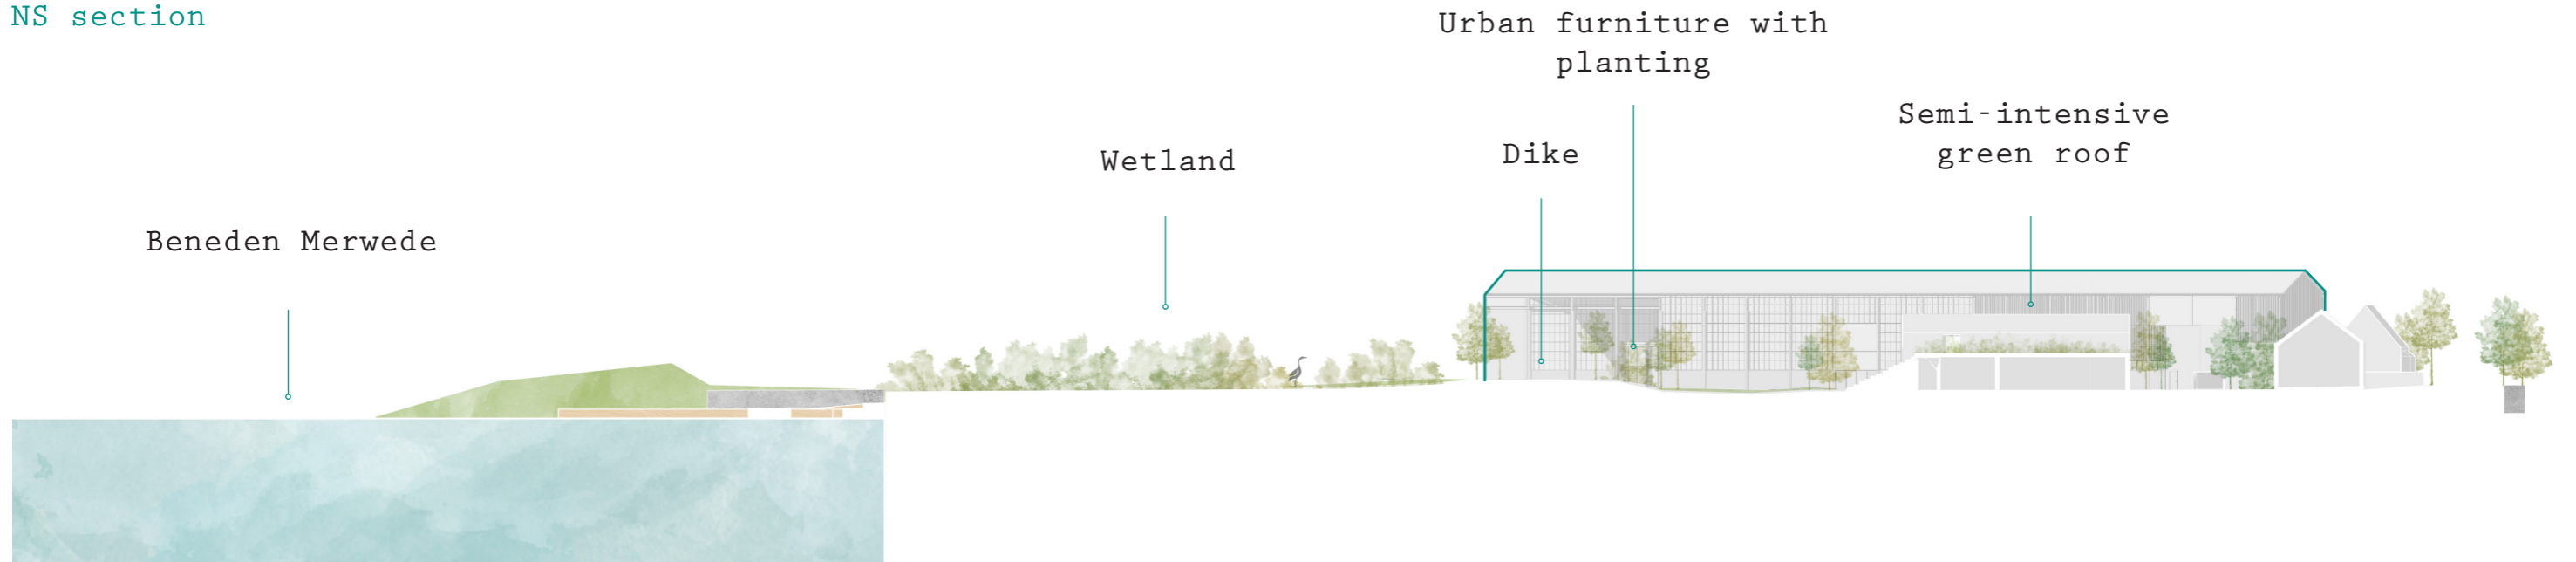 NS section
Urban furniture with
planting
Semi-intensive
green roof
Dike
Wetland
Beneden Merwede